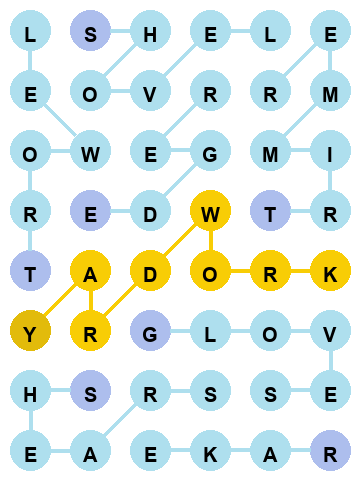 L S H E L E
E O V R R M
O W E G M I
R E D W T R
T A D O R K
Y R G L O V
H S R S S E
E A E K A R